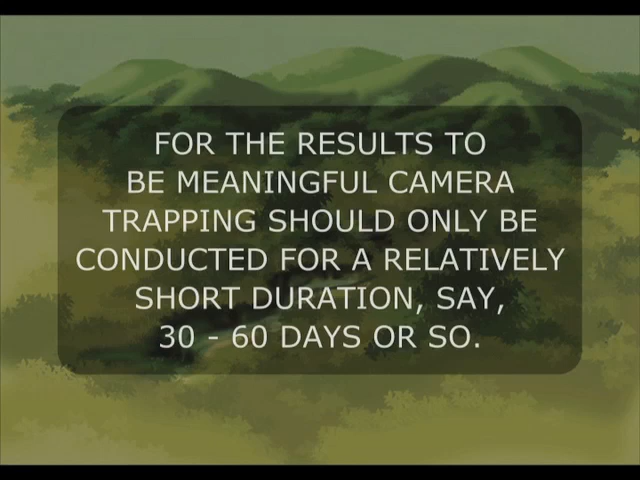 FOR THE RESULTS TO
BE MEANINGFUL CAMERA
TRAPPING SHOULD ONLY BE
CONDUCTED FOR A RELATIVELY
SHORT DURATION, SAY,
30 - 60 DAYS OR SO.